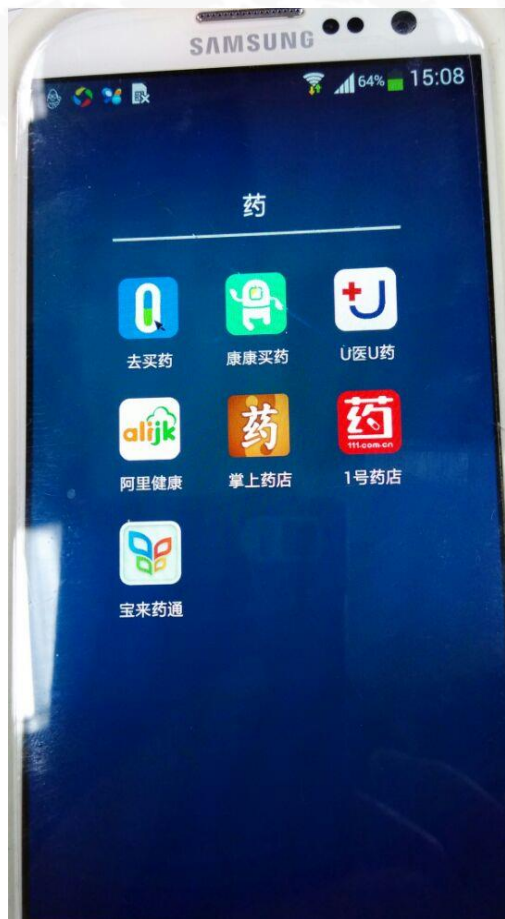 SAMSUNG
64% 15:08
药
去买药 康康买药 U医U药
alijk 药 药
111.com.cn
阿里健康 掌上药店 1号药店
宝来药通